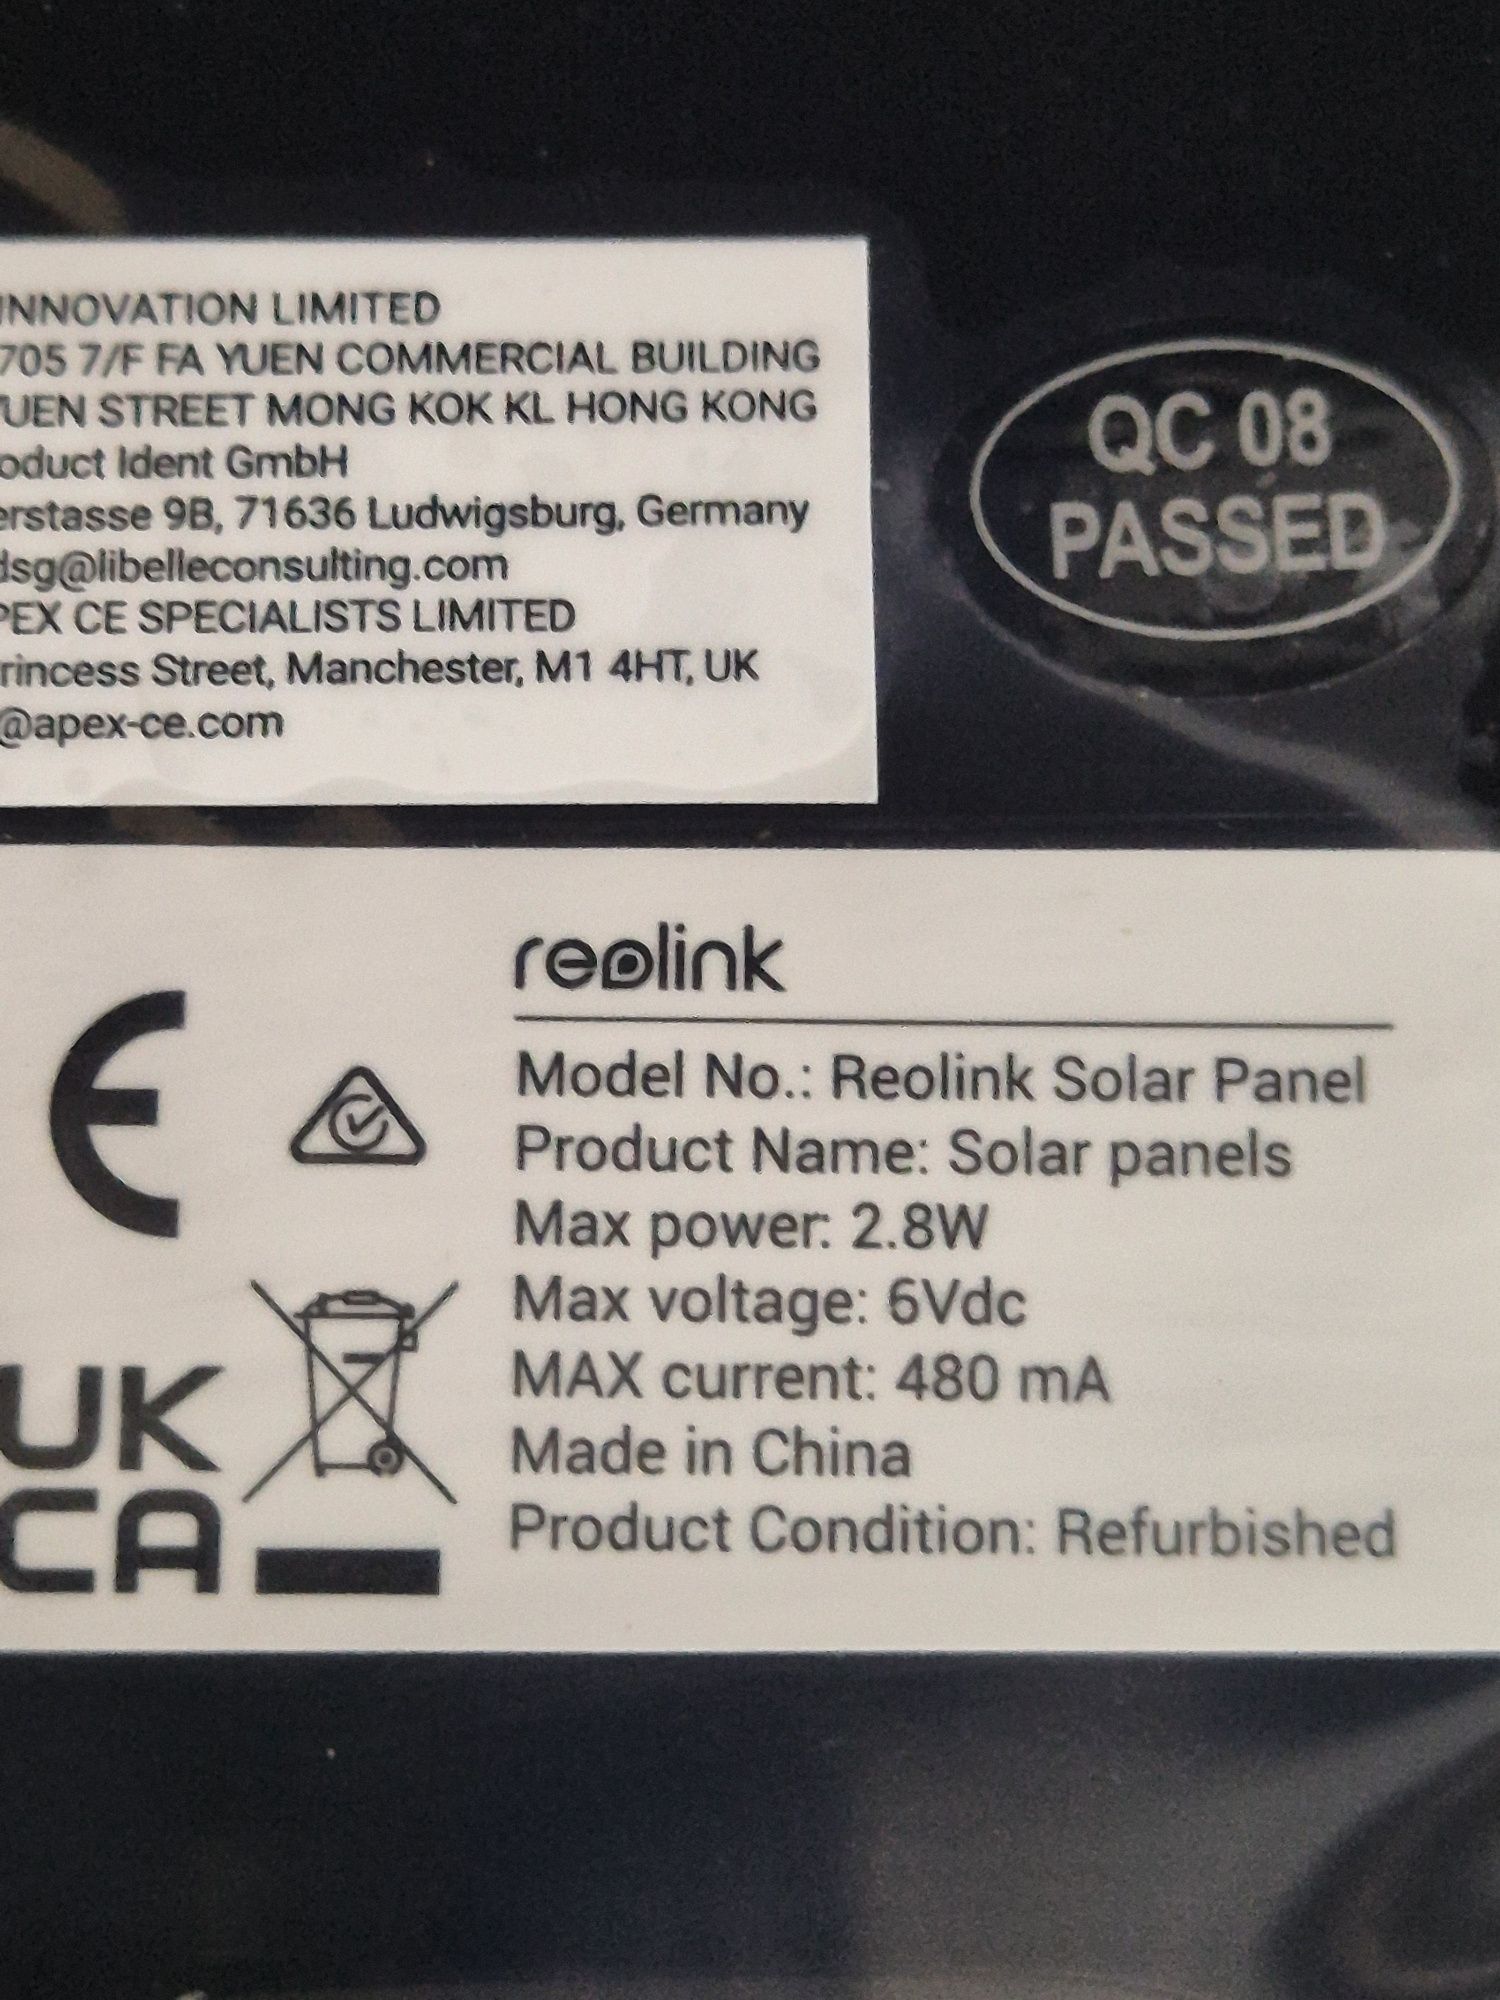 INNOVATION LIMITED
705 7/F FA YUEN COMMERCIAL BUILDING
UEN STREET MONG KOK KL HONG KONG
oduct Ident GmbH
erstasse 9B, 71636 Ludwigsburg, Germany
dsg@libelleconsulting.com
PEX CE SPECIALISTS LIMITED
rincess Street, Manchester, M1 4HT, UK
@apex-ce.com
QC 08
PASSED
reolink
Model No.: Reolink Solar Panel
Product Name: Solar panels
Max power: 2.8W
Max voltage: 6Vdc
MAX current: 480 mA
Made in China
Product Condition: Refurbished
CE
UK
CA